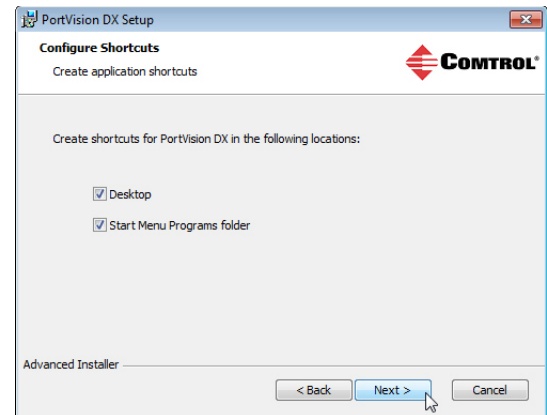 PortVision DX Setup
Configure Shortcuts
Create application shortcuts
COMTROL®
Create shortcuts for PortVision DX in the following locations:
Desktop
Start Menu Programs folder
Advanced Installer
< Back
Next >
Cancel